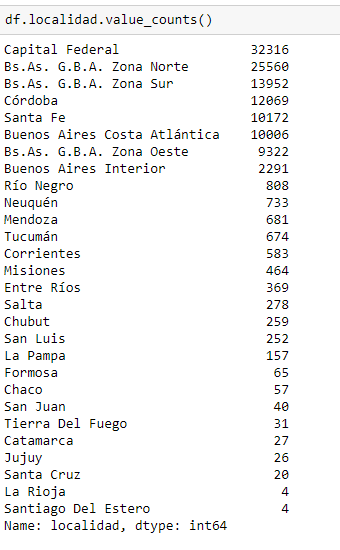 df.localidad.value_counts()
Capital Federal 32316
Bs.As. G.B.A. Zona Norte 25560
Bs.As. G.B.A. Zona Sur 13952
Córdoba 12069
Santa Fe 10172
Buenos Aires Costa Atlántica 10006
Bs.As. G.B.A. Zona Oeste 9322
Buenos Aires Interior 2291
Río Negro 808
Neuquén 733
Mendoza 681
Tucumán 674
Corrientes 583
Misiones 464
Entre Ríos 369
Salta 278
Chubut 259
San Luis 252
La Pampa 157
Formosa 65
Chaco 57
San Juan 40
Tierra Del Fuego 31
Catamarca 27
Jujuy 26
Santa Cruz 20
La Rioja 4
Santiago Del Estero 4
Name: localidad, dtype: int64